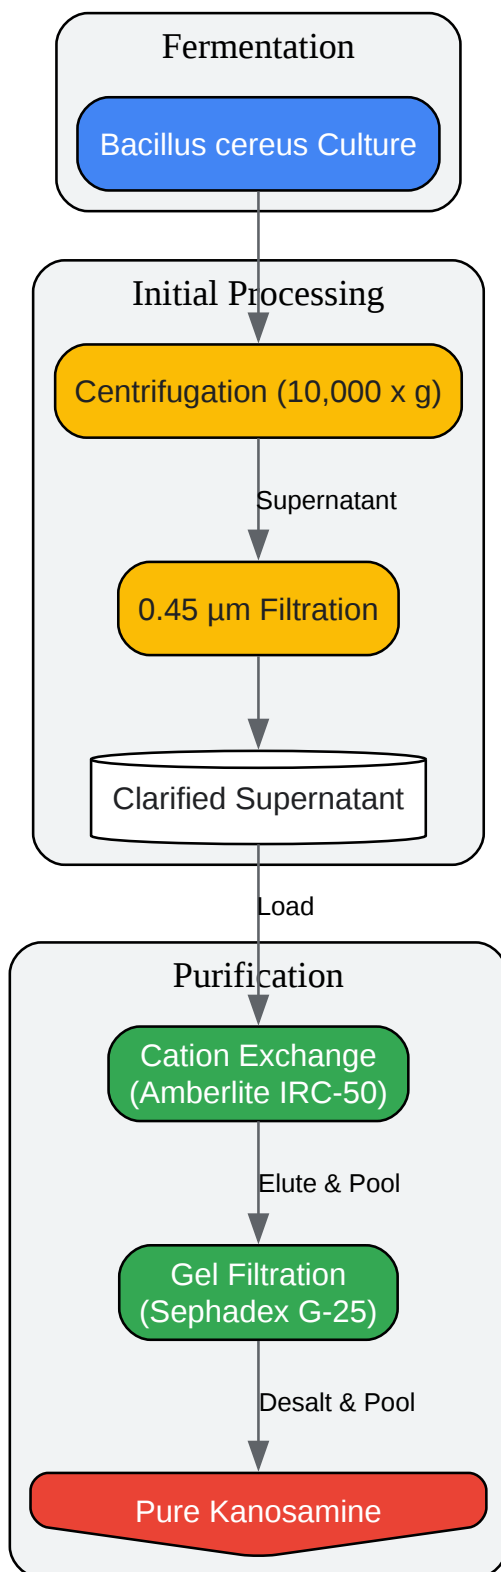 Fermentation
Bacillus cereus Culture
Initial Processing
Centrifugation (10,000 x g)
Supernatant
0.45 µm Filtration
Clarified Supernatant
Load
Purification
Cation Exchange
(Amberlite IRC-50)
Elute & Pool
Gel Filtration
(Sephadex G-25)
Desalt & Pool
Pure Kanosamine